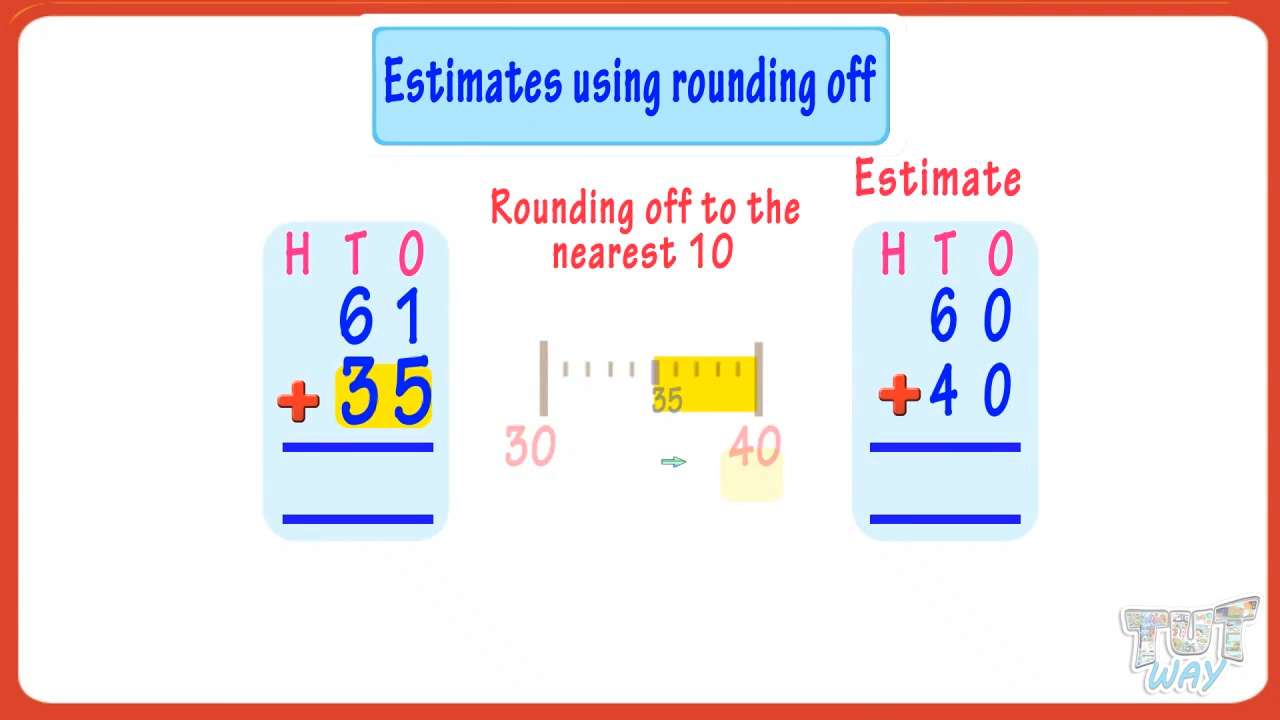 Estimates using rounding off
Estimate
Rounding off to the
nearest 10
H T O
6 1
+ 3 5
30
35
40
H T O
6 0
+ 4 0
TUT
WAY